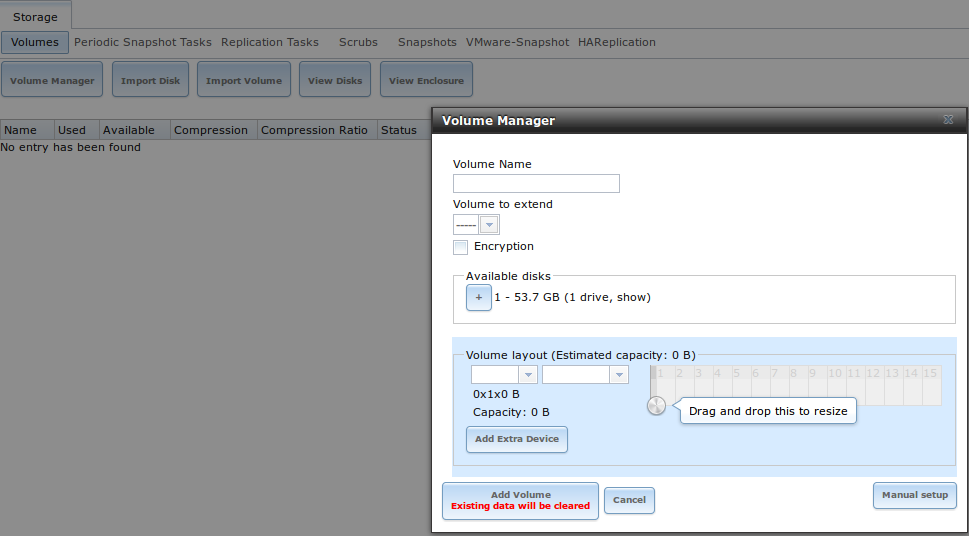 Storage
Volumes Periodic Snapshot Tasks Replication Tasks Scrubs Snapshots VMware-Snapshot HAReplication
Volume Manager Import Disk Import Volume View Disks View Enclosure
Name Used Available Compression Compression Ratio Status
No entry has been found
Volume Manager
Volume Name
Volume to extend
-----
Encryption
Available disks
+ 1 - 53.7 GB (1 drive, show)
Volume layout (Estimated capacity: 0 B)
1 2 3 4 5 6 7 8 9 10 11 12 13 14 15
0x1x0 B
Capacity: 0 B
Drag and drop this to resize
Add Extra Device
Add Volume
Existing data will be cleared
Cancel
Manual setup